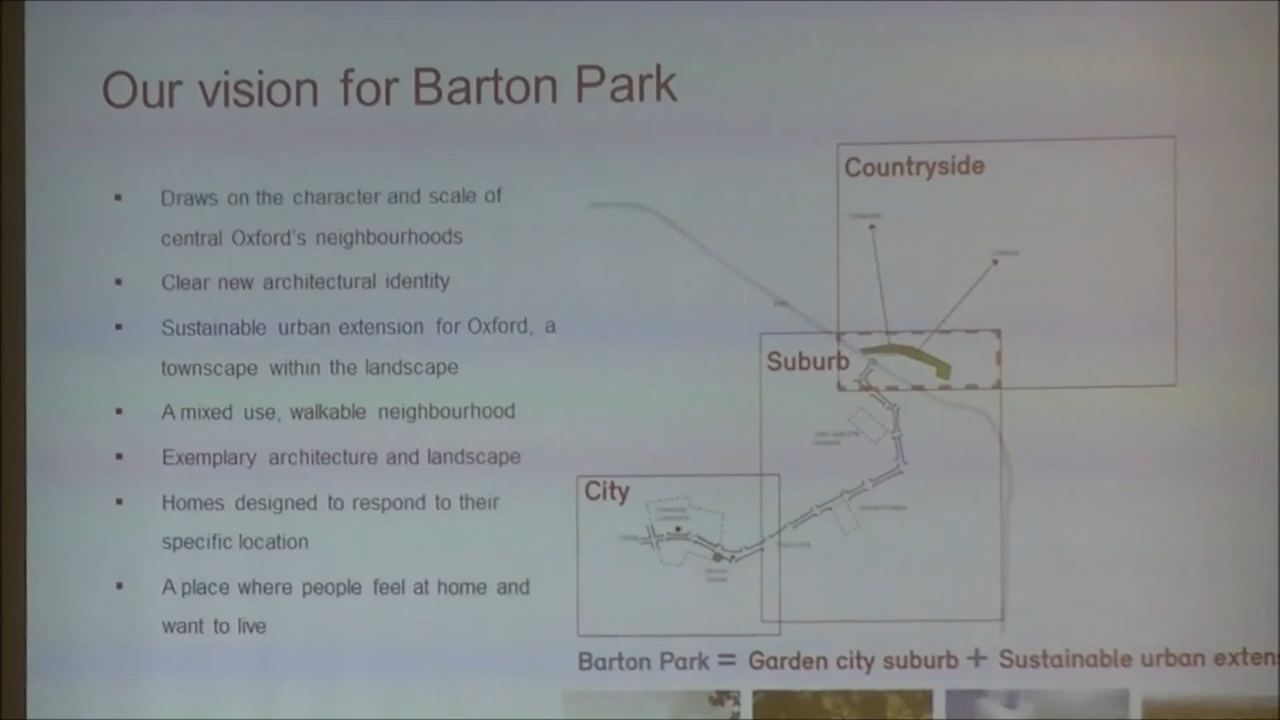 Our vision for Barton Park
▪ Draws on the character and scale of
central Oxford's neighbourhoods
▪ Clear new architectural identity
▪ Sustainable urban extension for Oxford, a
townscape within the landscape
▪ A mixed use, walkable neighbourhood
▪ Exemplary architecture and landscape
▪ Homes designed to respond to their
specific location
▪ A place where people feel at home and
want to live
Countryside
Suburb
City
Barton Park = Garden city suburb + Sustainable urban exten